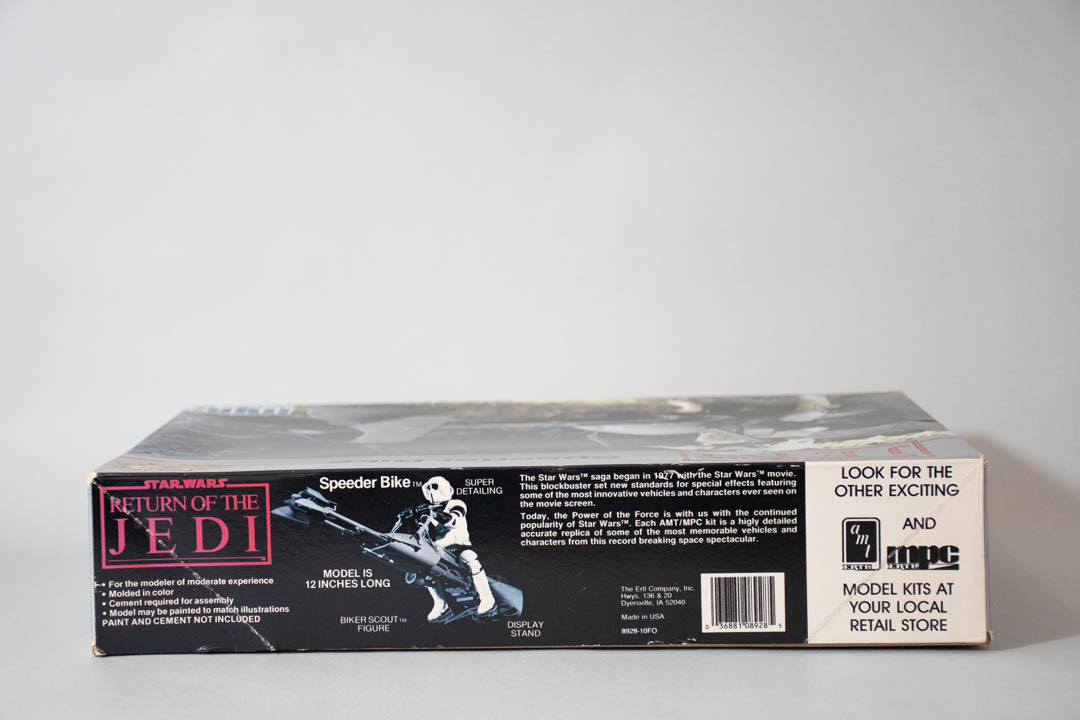 STAR WARS
RETURN OF THE
JEDI
• For the modeler of moderate experience
• Molded in color
• Cement required for assembly
• Model may be painted to match illustrations
PAINT AND CEMENT NOT INCLUDED
Speeder Bike™
SUPER
DETAILING
MODEL IS
12 INCHES LONG
BIKER SCOUT™
FIGURE
DISPLAY
STAND
The Star Wars saga began in 1977 with the Star Wars™ movie.
This blockbuster set new standards for special effects featuring
some of the most innovative vehicles and characters ever seen on
the movie screen.
Today, the Power of the Force is with us with the continued
popularity of Star Wars™. Each AMT/MPC kit is a higly detailed
accurate replica of some of the most memorable vehicles and
characters from this record breaking space spectacular.
The Ertl Company, Inc.
Hwys. 136 & 20
Dyersville, IA 52040
Made in USA
8928-10FO
0 36881 08928 5
LOOK FOR THE
OTHER EXCITING
amt
ERTL
AND
mpc
ERTL
MODEL KITS AT
YOUR LOCAL
RETAIL STORE